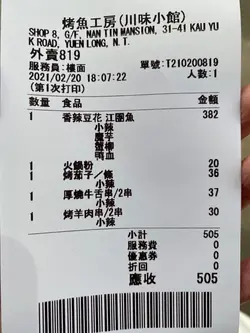 烤魚工房(川味小館)
SHOP 8, G/F, NAN TIN MANSION, 31-41 KAU YU
K ROAD, YUEN LONG, N.T.
外賣819
服務員:樓面 單號:T210200819
2021/02/20 18:07:22 人數:1
(第1次打印)
數量 食品 金額
1 香辣豆花 江團魚 382
小辣
魔芋
蟹柳
鴨血
1 火鍋粉 20
1 烤茄子/條 36
小辣
1 厚燒牛舌串/2串 37
小辣
1 烤羊肉串/2串 30
小辣
小計 505
服務費 0
優惠券 0
折回 0
應收 505